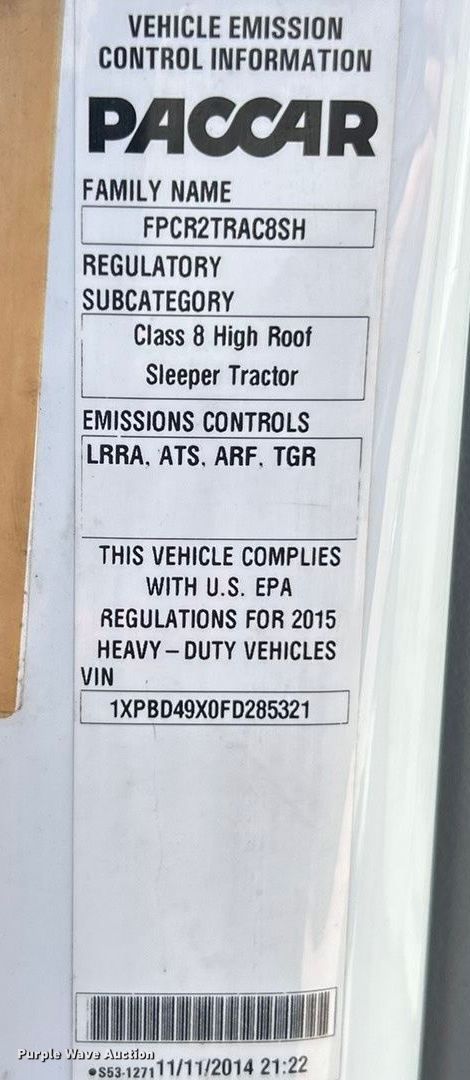 VEHICLE EMISSION
CONTROL INFORMATION
PACCAR
FAMILY NAME
FPCR2TRAC8SH
REGULATORY
SUBCATEGORY
Class 8 High Roof
Sleeper Tractor
EMISSIONS CONTROLS
LRRA, ATS, ARF, TGR
THIS VEHICLE COMPLIES
WITH U.S. EPA
REGULATIONS FOR 2015
HEAVY–DUTY VEHICLES
VIN
1XPBD49X0FD285321
Purple Wave Auction
S53-1271 11/11/2014 21:22